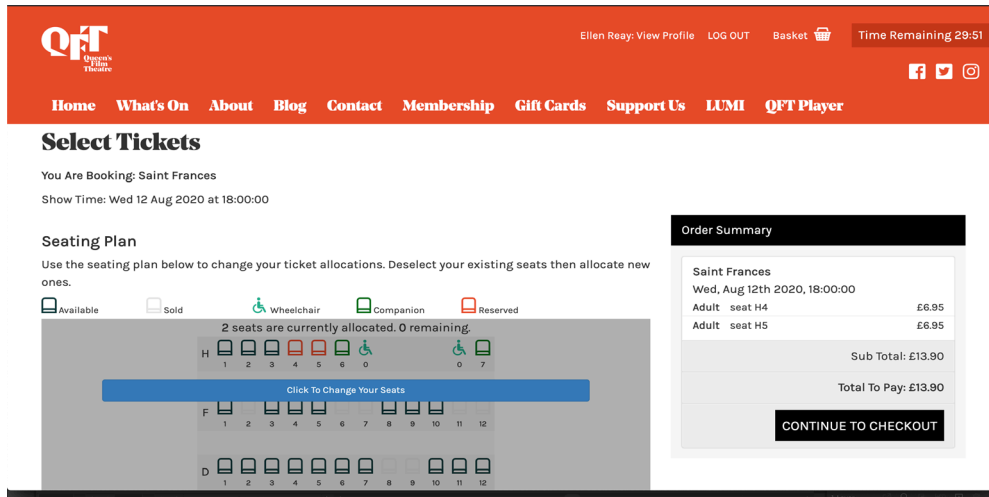 QFT
Queen's
Film
Theatre
Ellen Reay: View Profile LOG OUT Basket Time Remaining 29:51
Home What's On About Blog Contact Membership Gift Cards Support Us LUMI QFT Player
Select Tickets
You Are Booking: Saint Frances
Show Time: Wed 12 Aug 2020 at 18:00:00
Seating Plan
Use the seating plan below to change your ticket allocations. Deselect your existing seats then allocate new
ones.
Available Sold Wheelchair Companion Reserved
2 seats are currently allocated. 0 remaining.
H
1 2 3 4 5 6 0 0 7
Click To Change Your Seats
F
1 2 3 4 5 6 7 8 9 10 11 12
D
1 2 3 4 5 6 7 8 9 10 11 12
Order Summary
Saint Frances
Wed, Aug 12th 2020, 18:00:00
Adult seat H4 £6.95
Adult seat H5 £6.95
Sub Total: £13.90
Total To Pay: £13.90
CONTINUE TO CHECKOUT